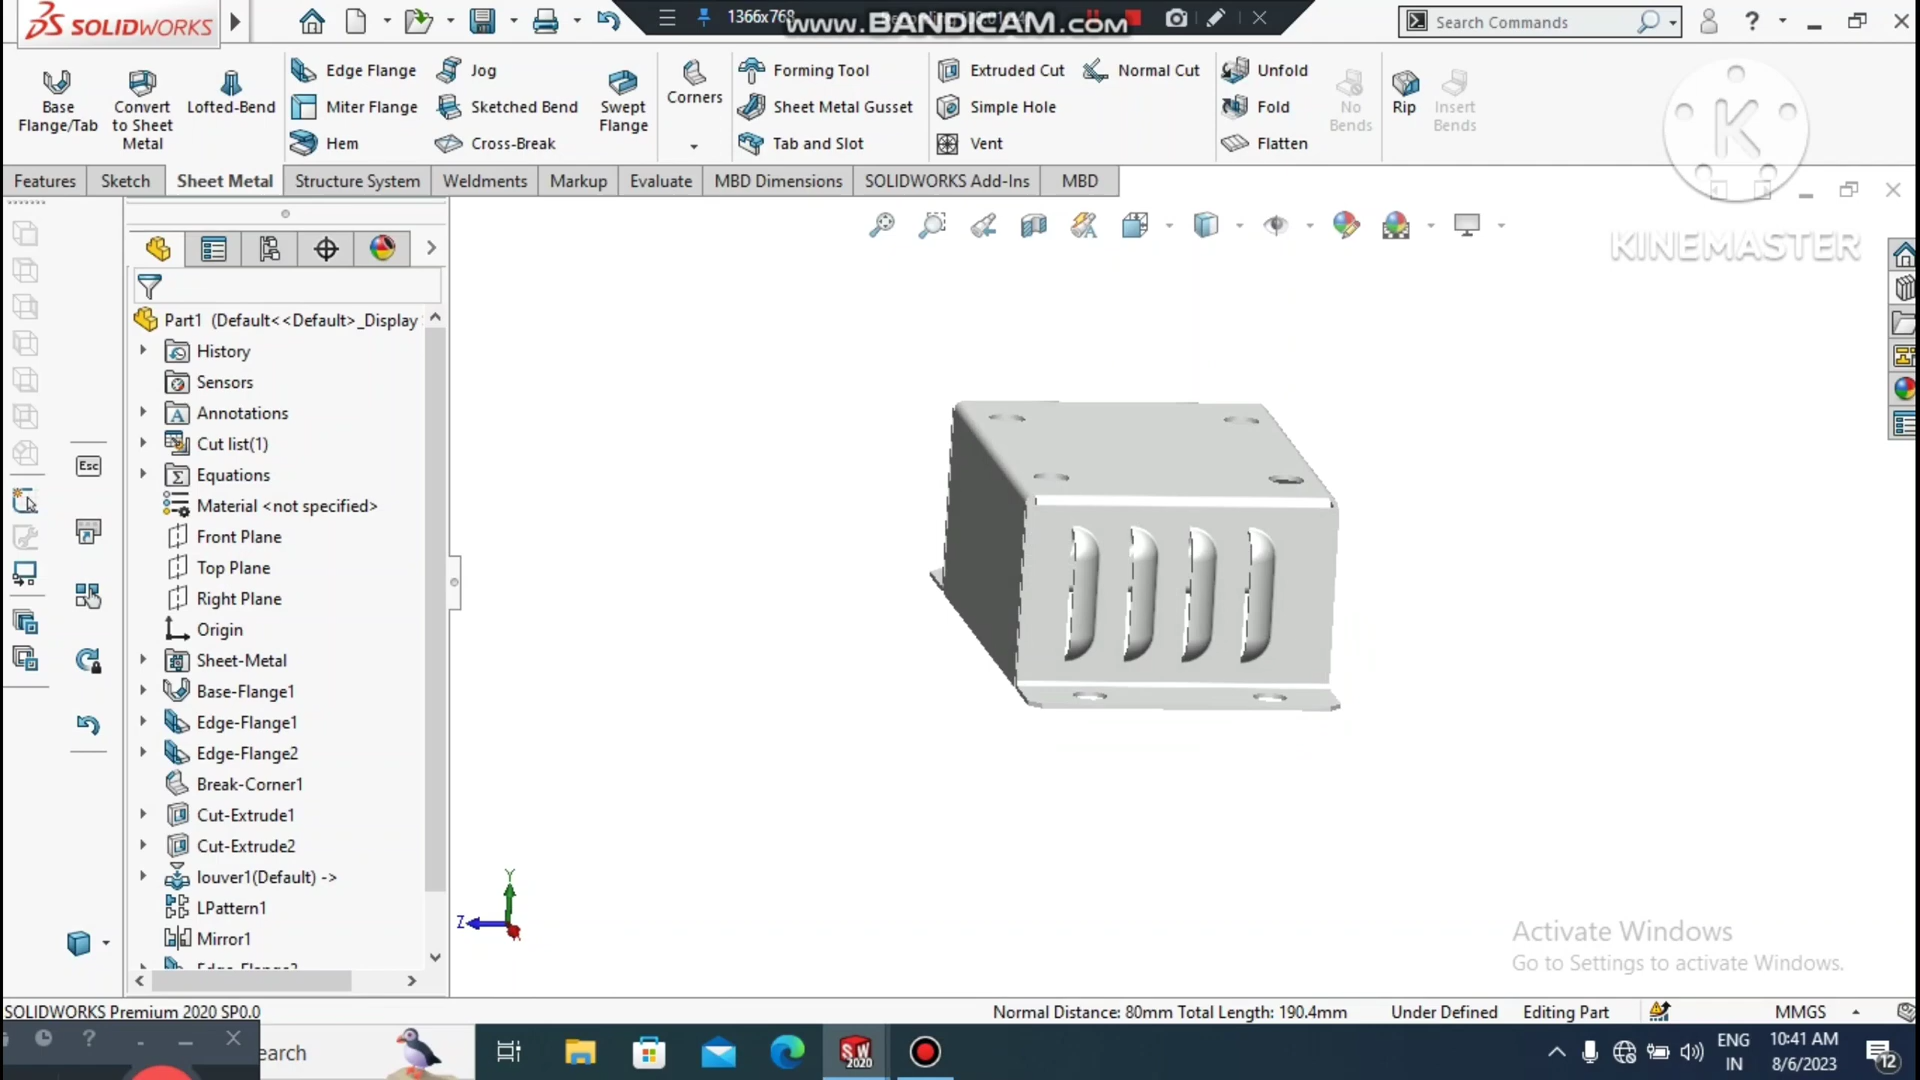 SOLIDWORKS
1366x768
www.BANDICAM.com
Search Commands
Base Flange/Tab
Convert to Sheet Metal
Lofted-Bend
Edge Flange
Miter Flange
Hem
Jog
Sketched Bend
Cross-Break
Swept Flange
Corners
Forming Tool
Sheet Metal Gusset
Tab and Slot
Extruded Cut
Simple Hole
Vent
Normal Cut
Unfold
Fold
Flatten
No Bends
Rip
Insert Bends
K
KINEMASTER
Features
Sketch
Sheet Metal
Structure System
Weldments
Markup
Evaluate
MBD Dimensions
SOLIDWORKS Add-Ins
MBD
Part1 (Default<<Default>_Display
History
Sensors
Annotations
Cut list(1)
Equations
Material <not specified>
Front Plane
Top Plane
Right Plane
Origin
Sheet-Metal
Base-Flange1
Edge-Flange1
Edge-Flange2
Break-Corner1
Cut-Extrude1
Cut-Extrude2
louver1(Default) ->
LPattern1
Mirror1
Esc
Y
Z
Activate Windows
Go to Settings to activate Windows.
SOLIDWORKS Premium 2020 SP0.0
Normal Distance: 80mm Total Length: 190.4mm
Under Defined
Editing Part
MMGS
earch
SW
2020
ENG
IN
10:41 AM
8/6/2023
12